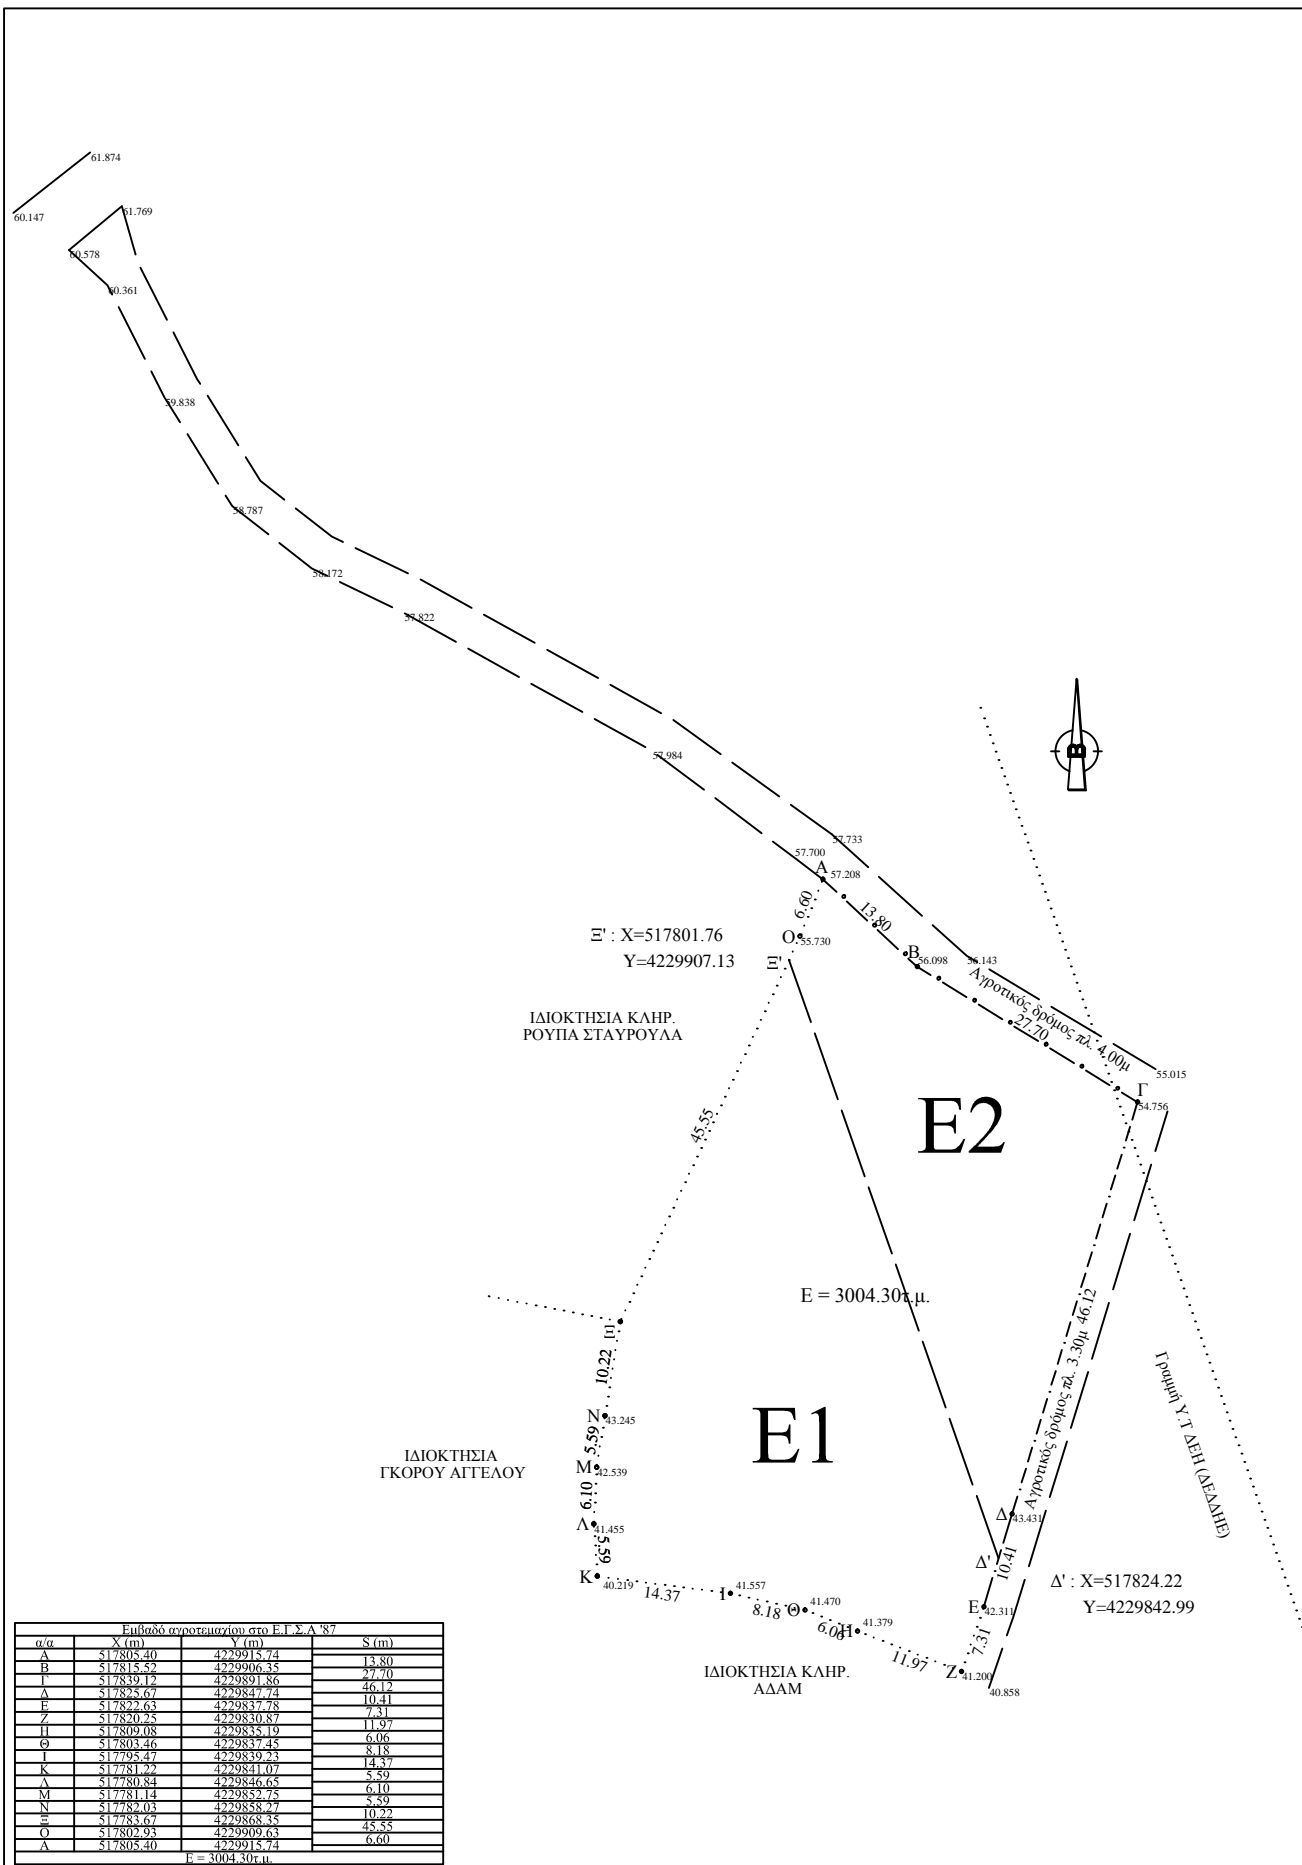 61.874
60.147
61.769
60.578
60.361
59.838
58.787
58.172
57.822
57.984
B
57.733
57.700
A
57.208
6.60
13.80
Ο
55.730
Ξ' : X=517801.76
Y=4229907.13
Ξ'
B
56.098
56.143
Αγροτικός δρόμος πλ. 4.00μ
27.70
55.015
Γ
54.756
ΙΔΙΟΚΤΗΣΙΑ ΚΛΗΡ.
ΡΟΥΠΑ ΣΤΑΥΡΟΥΛΑ
45.55
E2
E = 3004.30τ.μ.
Ξ
10.22
Αγροτικός δρόμος πλ. 3.30μ
46.12
Γραμμή Υ.Τ ΔΕΗ (ΔΕΔΔΗΕ)
E1
Ν
43.245
5.59
Μ
42.539
6.10
ΙΔΙΟΚΤΗΣΙΑ
ΓΚΟΡΟΥ ΑΓΓΕΛΟΥ
Λ
41.455
5.59
Κ
40.219
14.37
Δ
43.431
Δ'
10.41
Δ' : X=517824.22
Y=4229842.99
Ι
41.557
8.18
Θ
41.470
6.06
Η
41.379
11.97
Ε
42.311
7.31
Ζ
41.200
40.858
ΙΔΙΟΚΤΗΣΙΑ ΚΛΗΡ.
ΑΔΑΜ
Εμβαδό αγροτεμαχίου στο Ε.Γ.Σ.Α '87
α/α X (m) Y (m) S (m)
Α 517805.40 4229915.74
13.80
Β 517815.52 4229906.35
27.70
Γ 517839.12 4229891.86
46.12
Δ 517825.67 4229847.74
10.41
Ε 517822.63 4229837.78
7.31
Ζ 517820.25 4229830.87
11.97
Η 517809.08 4229835.19
6.06
Θ 517803.46 4229837.45
8.18
Ι 517795.47 4229839.23
14.37
Κ 517781.22 4229841.07
5.59
Λ 517780.84 4229846.65
6.10
Μ 517781.14 4229852.75
5.59
Ν 517782.03 4229858.27
10.22
Ξ 517783.67 4229868.35
45.55
Ο 517802.93 4229909.63
6.60
Α 517805.40 4229915.74
E = 3004.30τ.μ.